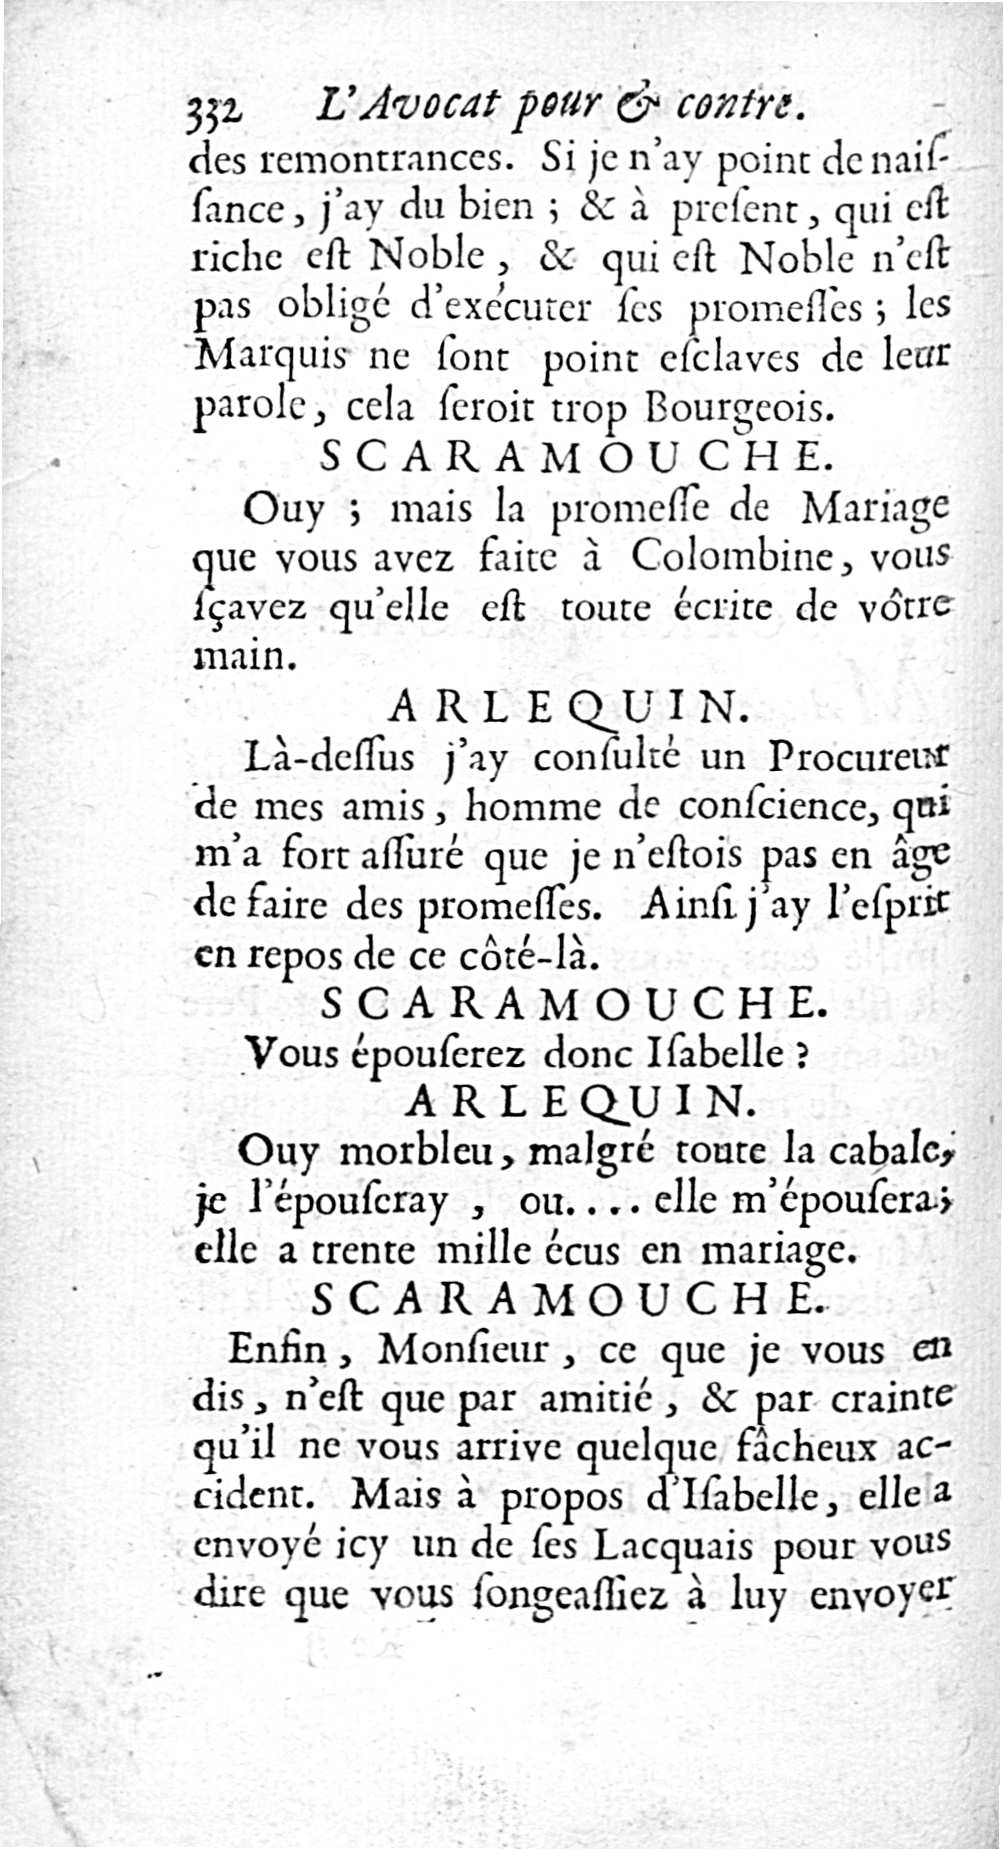 332 L'Avocat pour & contre.
des remontrances. Si je n'ay point de naiſ-
ſance, j'ay du bien ; & à preſent, qui eſt
riche eſt Noble, & qui eſt Noble n'eſt
pas obligé d'exécuter ſes promeſſes ; les
Marquis ne ſont point eſclaves de leur
parole, cela ſeroit trop Bourgeois.
SCARAMOUCHE.
Ouy ; mais la promeſſe de Mariage
que vous avez faite à Colombine, vous
ſçavez qu'elle eſt toute écrite de vôtre
main.
ARLEQUIN.
Là-deſſus j'ay conſulté un Procureur
de mes amis, homme de conſcience, qui
m'a fort aſſuré que je n'eſtois pas en âge
de faire des promeſſes. Ainſi j'ay l'eſprit
en repos de ce côté-là.
SCARAMOUCHE.
Vous épouſerez donc Iſabelle ?
ARLEQUIN.
Ouy morbleu, malgré toute la cabale,
je l'épouſeray, ou.... elle m'épouſera ;
elle a trente mille écus en mariage.
SCARAMOUCHE.
Enfin, Monſieur, ce que je vous en
dis, n'eſt que par amitié, & par crainte
qu'il ne vous arrive quelque fâcheux ac-
cident. Mais à propos d'Iſabelle, elle a
envoyé icy un de ſes Lacquais pour vous
dire que vous ſongeaſſiez à luy envoyer